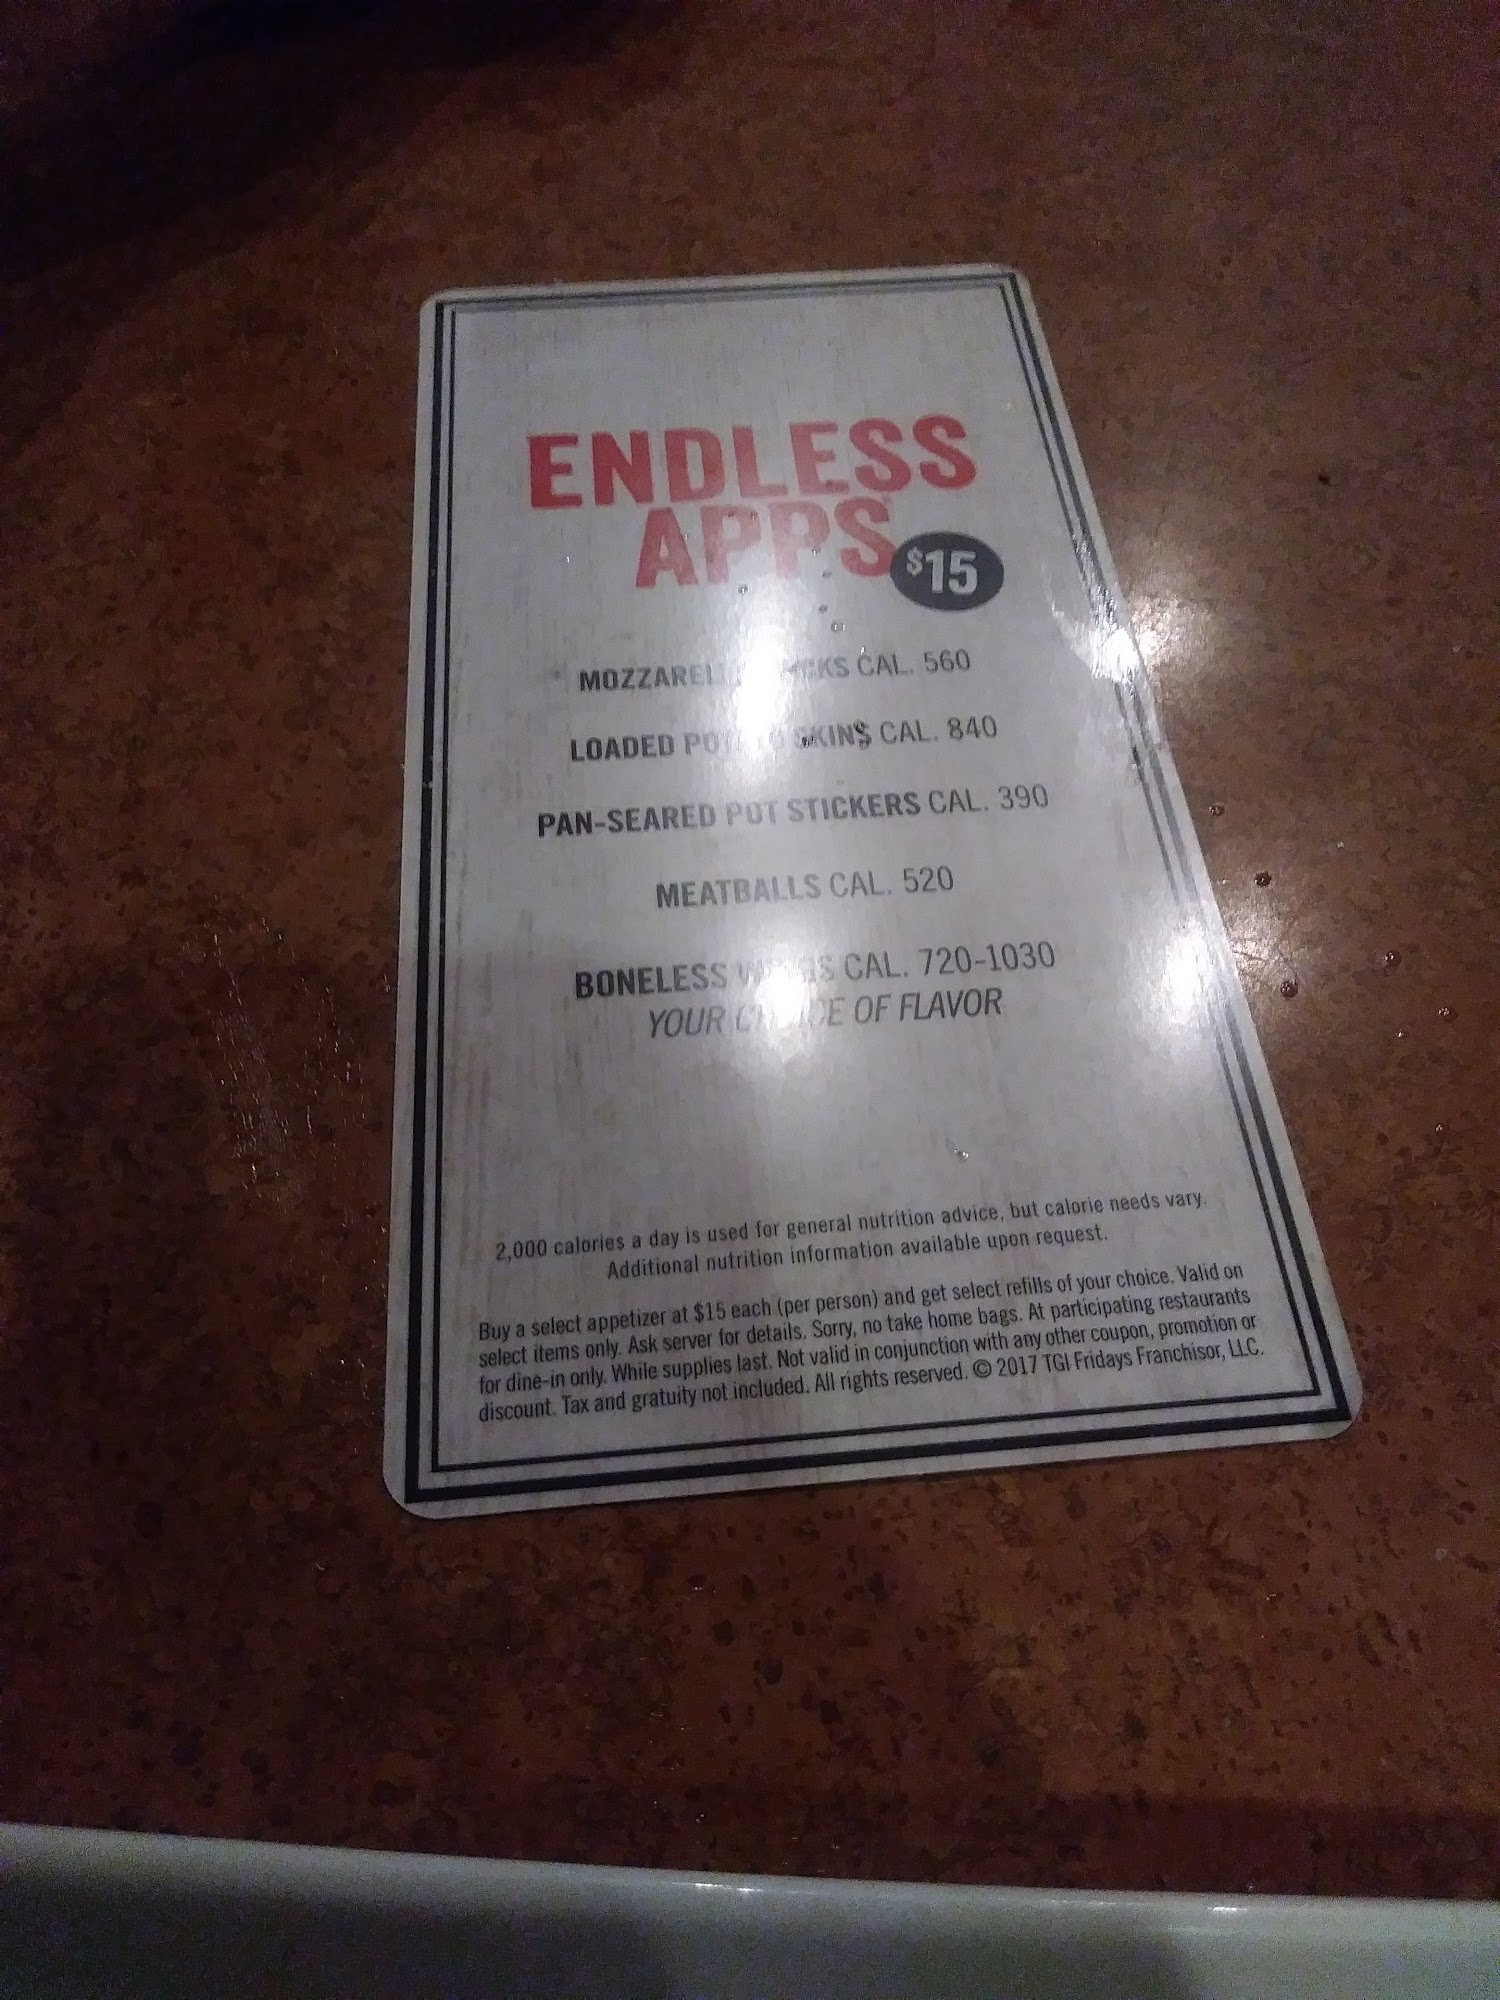 ENDLESS
APPS
$15
CAL. 560
LOADED SKINS CAL. 840
PAN-SEARED POT STICKERS CAL. 390
MEATBALLS CAL. 520
BONELESS CAL. 720-1030
YOUR OF FLAVOR
2,000 calories a day is used for general nutrition advice, but calorie needs vary.
Additional nutrition information available upon request.
Buy a select appetizer at $15 each (per person) and get select refills of your choice. Valid on
select items only. Ask server for details. Sorry, no take home bags. At participating restaurants
for dine-in only. While supplies last. Not valid in conjunction with any other coupon, promotion or
discount. Tax and gratuity not included. All rights reserved. © 2017 TGI Fridays Franchisor, LLC.